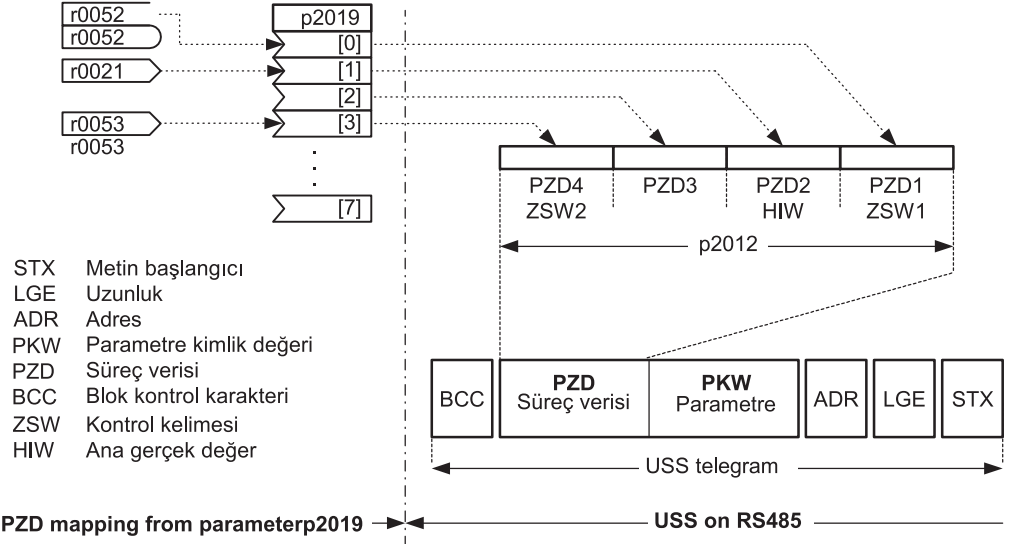 r0052
r0052
r0021
r0053
r0053
p2019
[0]
[1]
[2]
[3]
[7]
PZD4 PZD3 PZD2 PZD1
ZSW2 HIW ZSW1
p2012
STX Metin başlangıcı
LGE Uzunluk
ADR Adres
PKW Parametre kimlik değeri
PZD Süreç verisi
BCC Blok kontrol karakteri
ZSW Kontrol kelimesi
HIW Ana gerçek değer
BCC
PZD
Süreç verisi
PKW
Parametre
ADR
LGE
STX
USS telegram
PZD mapping from parameterp2019
USS on RS485